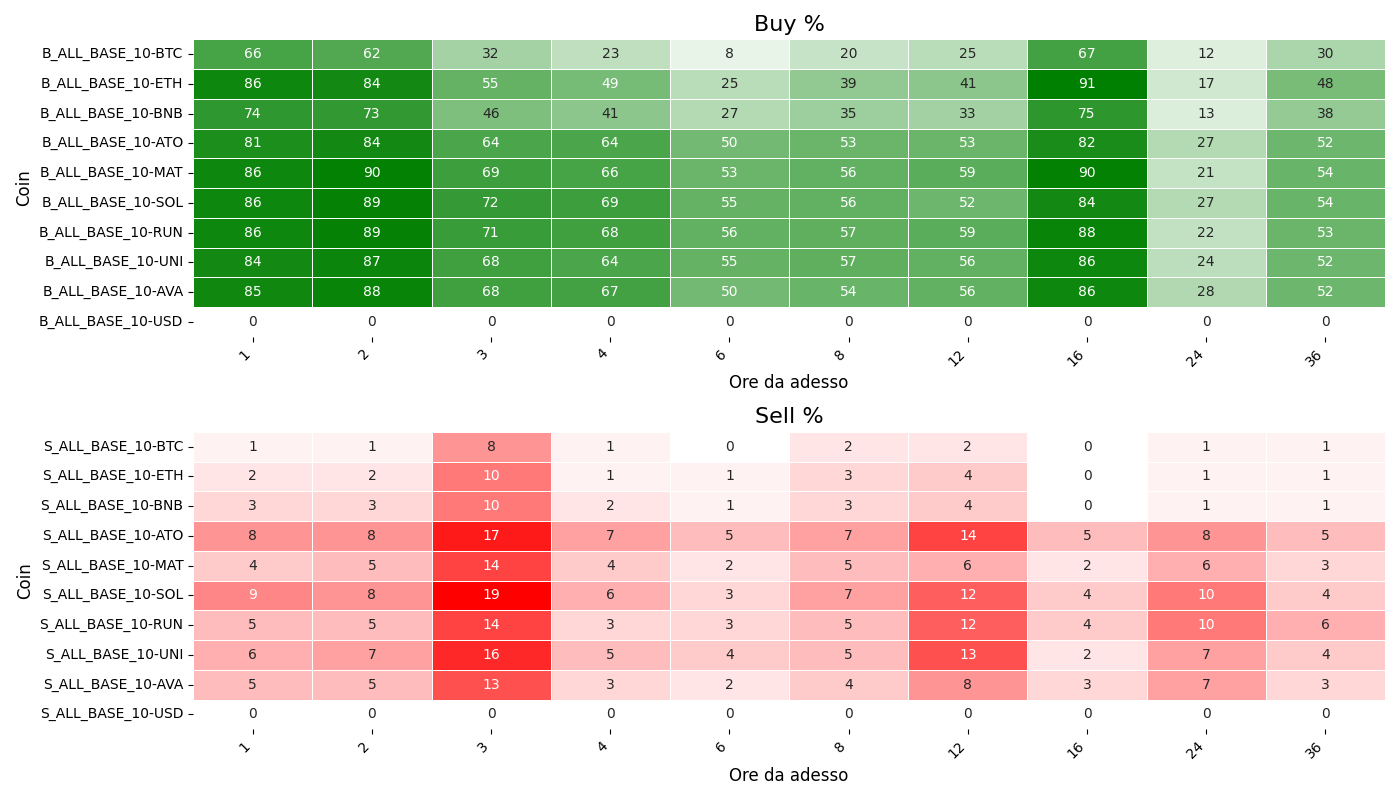 Buy %
Coin
B_ALL_BASE_10-BTC 66 62 32 23 8 20 25 67 12 30
B_ALL_BASE_10-ETH 86 84 55 49 25 39 41 91 17 48
B_ALL_BASE_10-BNB 74 73 46 41 27 35 33 75 13 38
B_ALL_BASE_10-ATO 81 84 64 64 50 53 53 82 27 52
B_ALL_BASE_10-MAT 86 90 69 66 53 56 59 90 21 54
B_ALL_BASE_10-SOL 86 89 72 69 55 56 52 84 27 54
B_ALL_BASE_10-RUN 86 89 71 68 56 57 59 88 22 53
B_ALL_BASE_10-UNI 84 87 68 64 55 57 56 86 24 52
B_ALL_BASE_10-AVA 85 88 68 67 50 54 56 86 28 52
B_ALL_BASE_10-USD 0 0 0 0 0 0 0 0 0 0
1 2 3 4 6 8 12 16 24 36
Ore da adesso
Sell %
Coin
S_ALL_BASE_10-BTC 1 1 8 1 0 2 2 0 1 1
S_ALL_BASE_10-ETH 2 2 10 1 1 3 4 0 1 1
S_ALL_BASE_10-BNB 3 3 10 2 1 3 4 0 1 1
S_ALL_BASE_10-ATO 8 8 17 7 5 7 14 5 8 5
S_ALL_BASE_10-MAT 4 5 14 4 2 5 6 2 6 3
S_ALL_BASE_10-SOL 9 8 19 6 3 7 12 4 10 4
S_ALL_BASE_10-RUN 5 5 14 3 3 5 12 4 10 6
S_ALL_BASE_10-UNI 6 7 16 5 4 5 13 2 7 4
S_ALL_BASE_10-AVA 5 5 13 3 2 4 8 3 7 3
S_ALL_BASE_10-USD 0 0 0 0 0 0 0 0 0 0
1 2 3 4 6 8 12 16 24 36
Ore da adesso